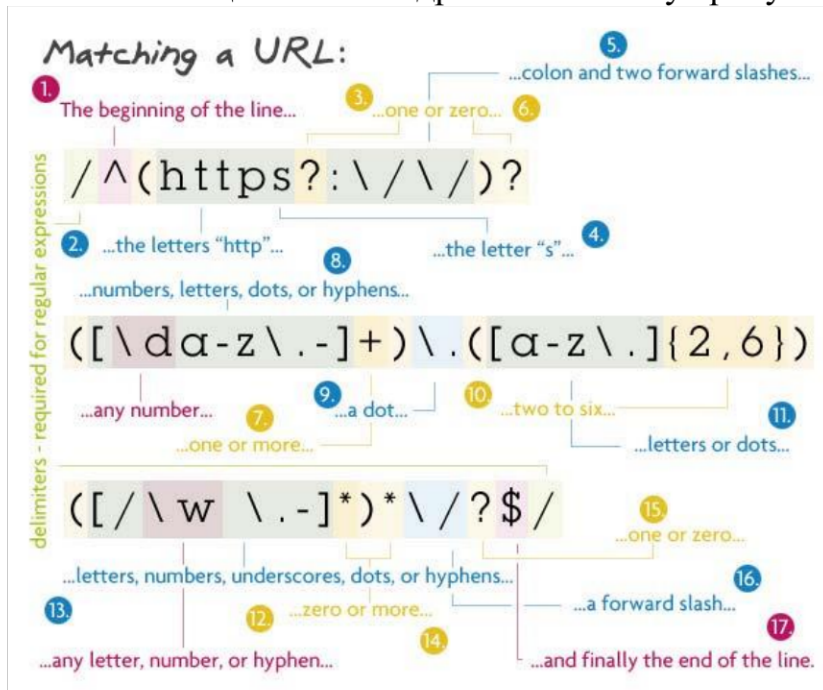 Matching a URL:
5.
...colon and two forward slashes...
1.
The beginning of the line...
3. ...one or zero... 6.
/^(https?:\/\/)?
2. ...the letters "http"...
...the letter "s"... 4.
8.
...numbers, letters, dots, or hyphens...
([\da-z\.-]+)\.([a-z\.]{2,6})
...any number...
9. ...a dot...
10. ...two to six...
11.
7.
...one or more...
...letters or dots...
delimiters - required for regular expressions
([/\w \.-]*)*\/?$/
15.
...one or zero...
...letters, numbers, underscores, dots, or hyphens...
16.
13.
12. ...zero or more...
...a forward slash...
14.
17.
...any letter, number, or hyphen...
...and finally the end of the line.